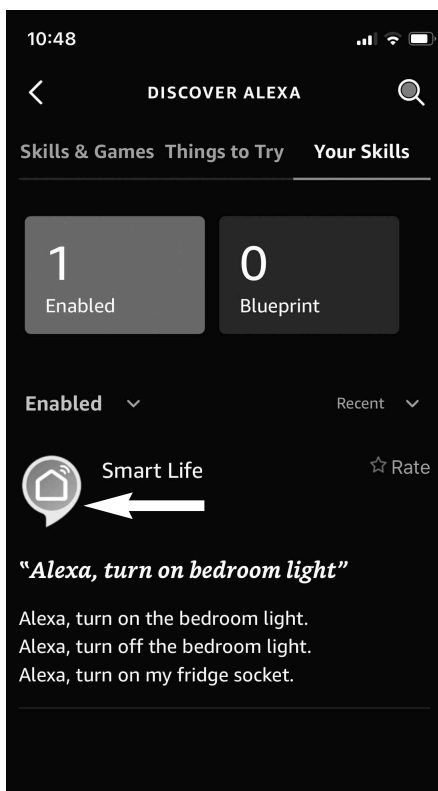 10:48
DISCOVER ALEXA
Skills & Games Things to Try Your Skills
1
Enabled
0
Blueprint
Enabled
Recent
Smart Life
Rate
“Alexa, turn on bedroom light”
Alexa, turn on the bedroom light.
Alexa, turn off the bedroom light.
Alexa, turn on my fridge socket.